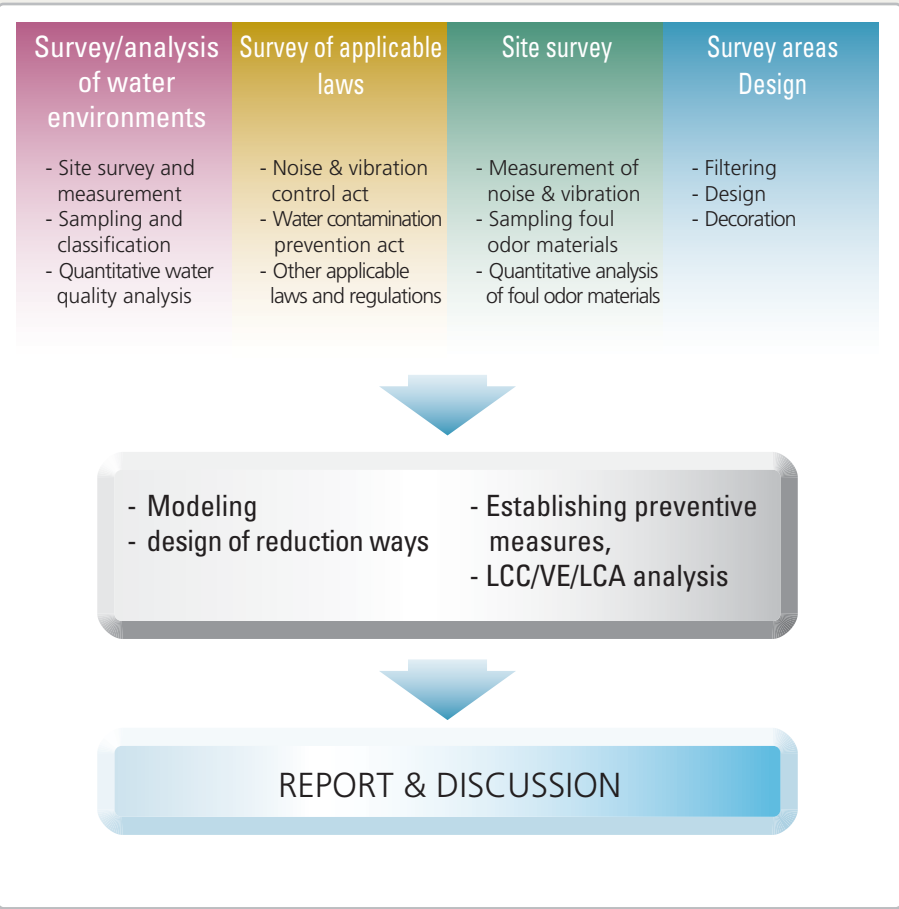 Survey/analysis
of water
environments
- Site survey and
measurement
- Sampling and
classification
- Quantitative water
quality analysis
Survey of applicable
laws
- Noise & vibration
control act
- Water contamination
prevention act
- Other applicable
laws and regulations
Site survey
- Measurement of
noise & vibration
- Sampling foul
odor materials
- Quantitative analysis
of foul odor materials
Survey areas
Design
- Filtering
- Design
- Decoration
- Modeling
- design of reduction ways
- Establishing preventive
measures,
- LCC/VE/LCA analysis
REPORT & DISCUSSION